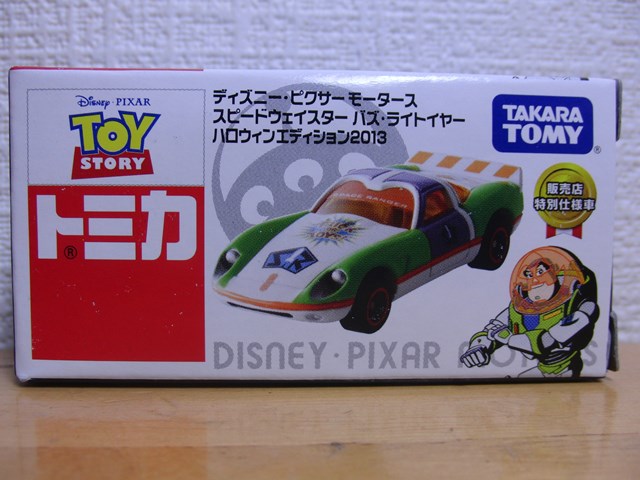 Disney · PIXAR
TOY
STORY
トミカ
®
ディズニー・ピクサー モータース
スピードウェイスター バズ・ライトイヤー
ハロウィンエディション2013
TAKARA
TOMY
®
販売店
特別仕様車
SPACE RANGER
DISNEY · PIXAR